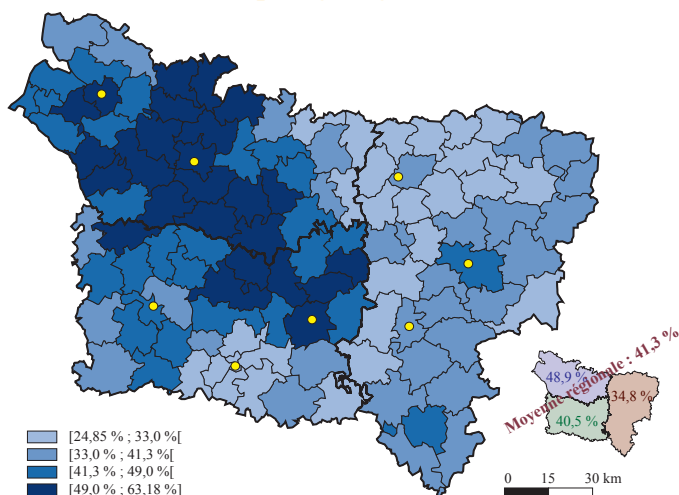 Moyeune régionale : 41,3 %
48,9 %
34,8 %
40,5 %
[24,85 % ; 33,0%[
[33,0 % ; 41,3%[
[41,3 % ; 49,0%[
[49,0 % ; 63,18 %]
0 15 30 km